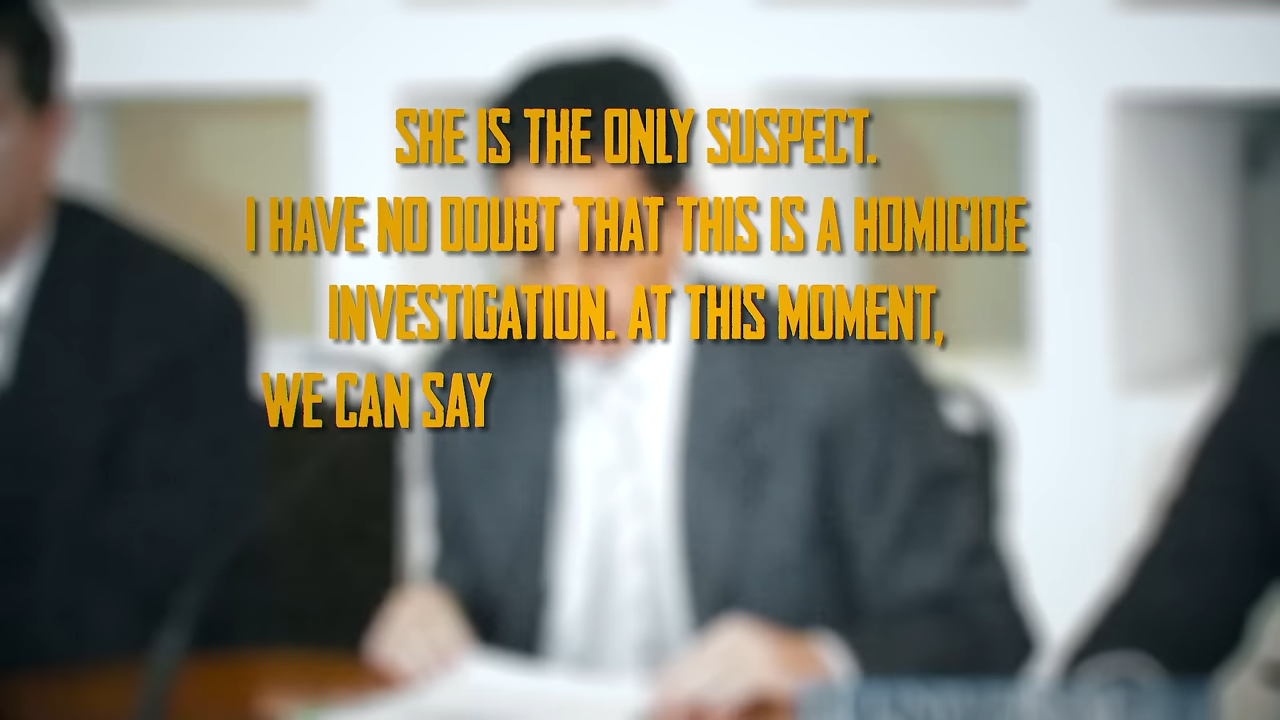 SHE IS THE ONLY SUSPECT.
I HAVE NO DOUBT THAT THIS IS A HOMICIDE
INVESTIGATION. AT THIS MOMENT,
WE CAN SAY